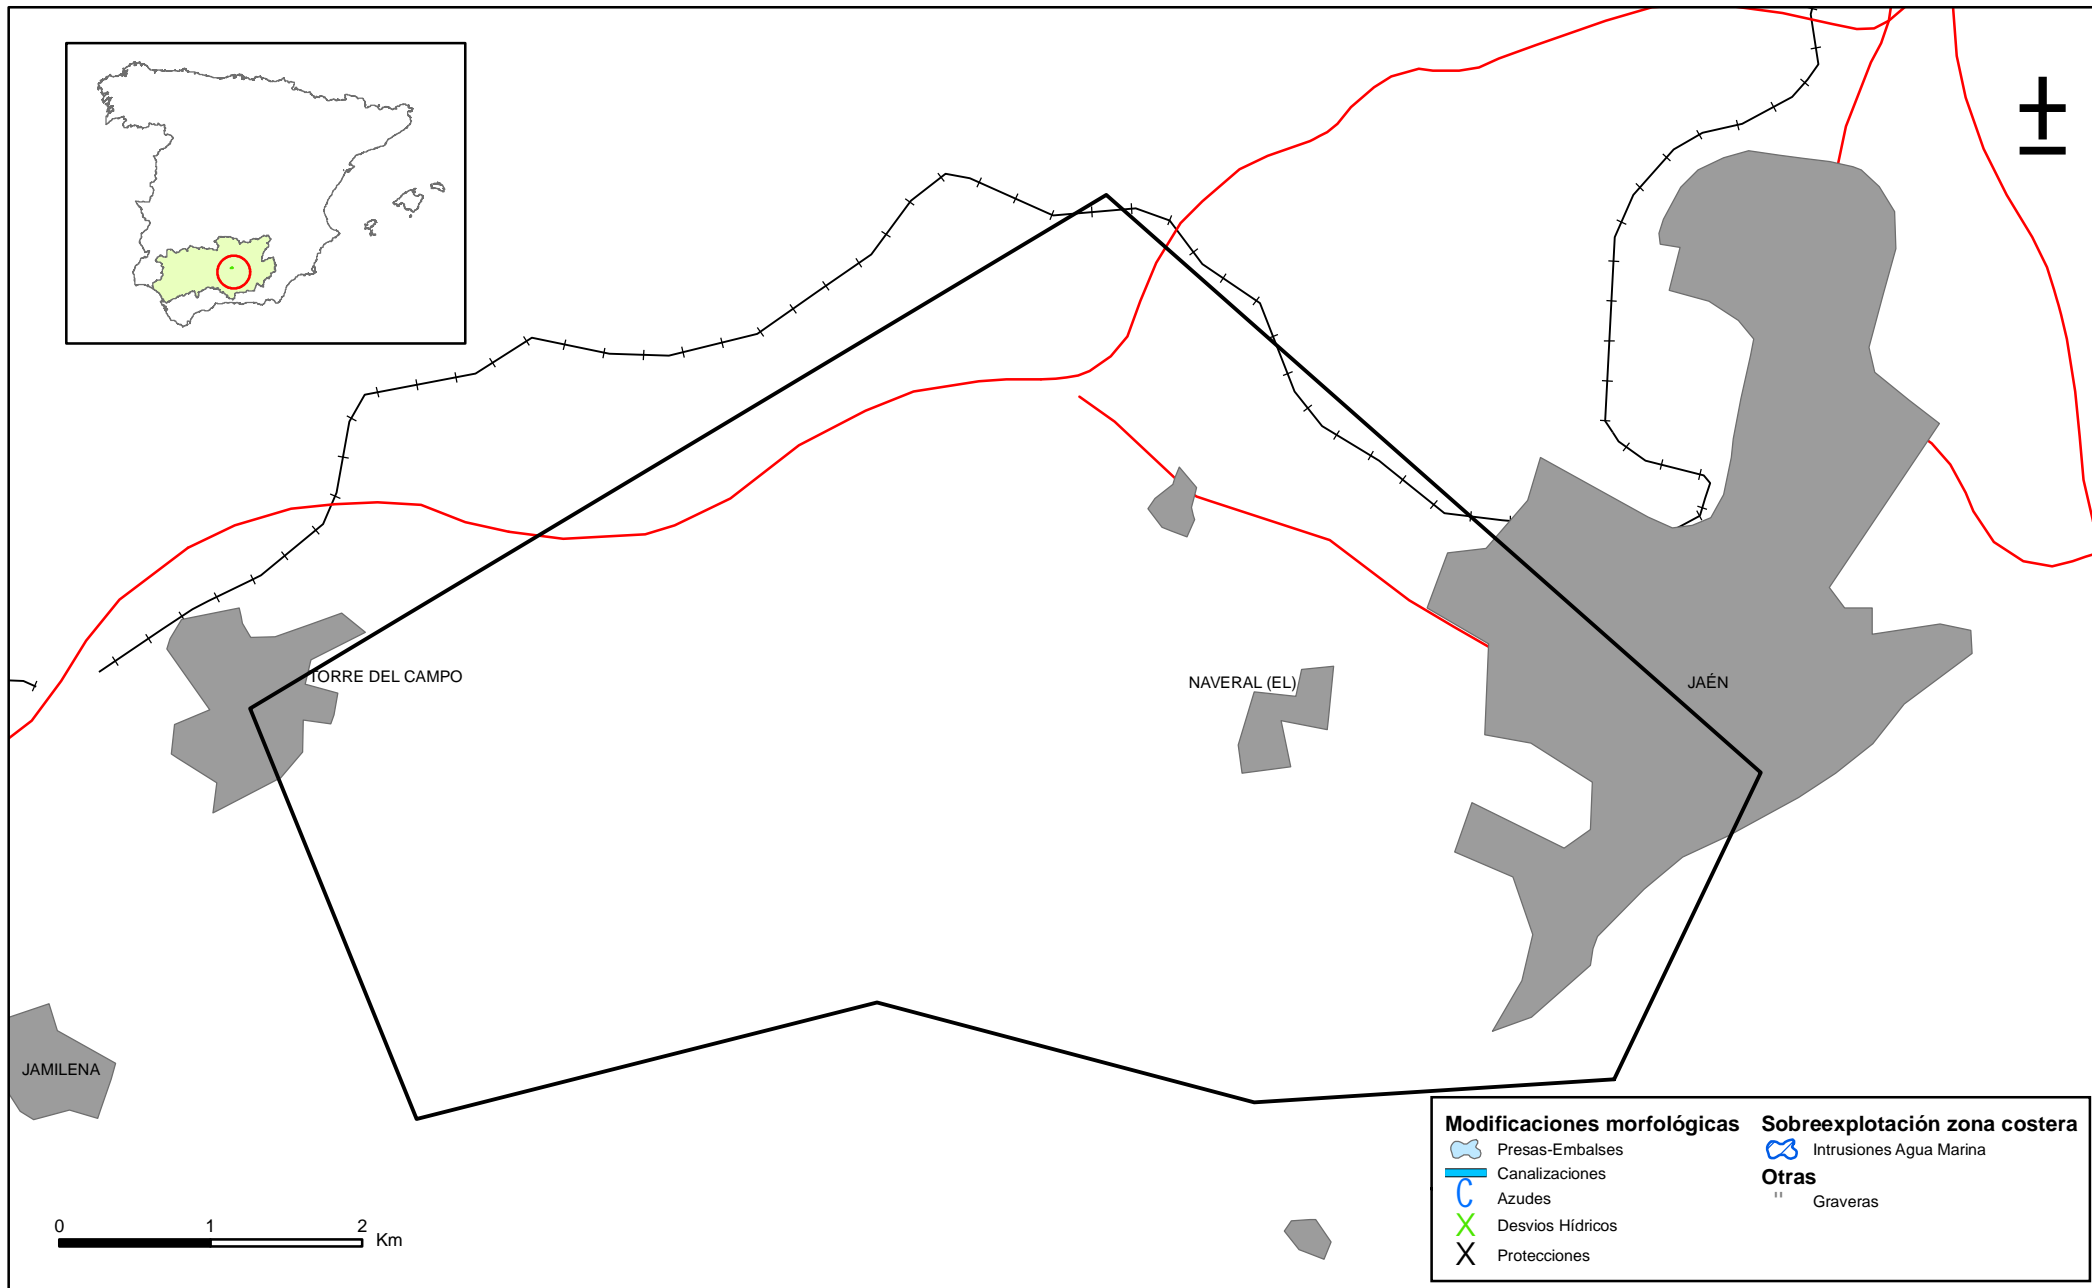 ±
TORRE DEL CAMPO
NAVERAL (EL)
JAÉN
JAMILENA
0 1 2
Km
Modificaciones morfológicas
Presas-Embalses
Canalizaciones
C Azudes
X Desvios Hídricos
X Protecciones
Sobreexplotación zona costera
Intrusiones Agua Marina
Otras
" Graveras